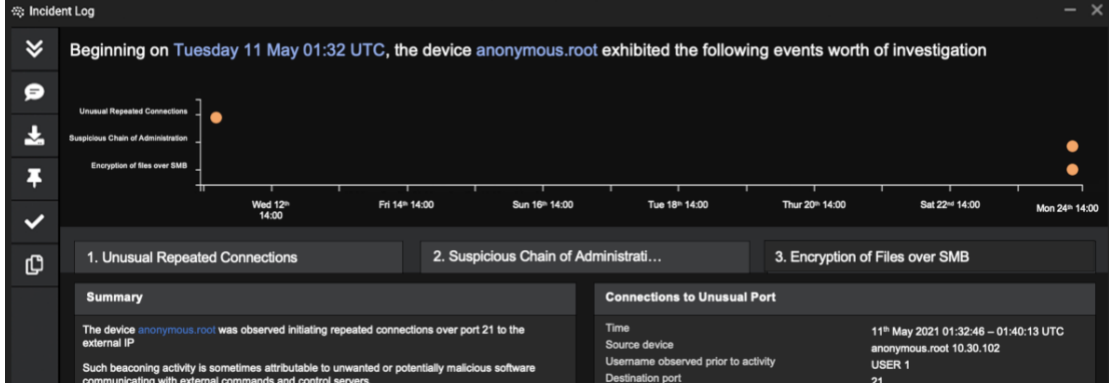 Incident Log
Beginning on Tuesday 11 May 01:32 UTC, the device anonymous.root exhibited the following events worth of investigation
Unusual Repeated Connections
Suspicious Chain of Administration
Encryption of files over SMB
Wed 12th 14:00
Fri 14th 14:00
Sun 16th 14:00
Tue 18th 14:00
Thur 20th 14:00
Sat 22nd 14:00
Mon 24th 14:00
1. Unusual Repeated Connections
2. Suspicious Chain of Administrati...
3. Encryption of Files over SMB
Summary
The device anonymous.root was observed initiating repeated connections over port 21 to the
external IP
Such beaconing activity is sometimes attributable to unwanted or potentially malicious software
communicating with external commands and control servers.
Connections to Unusual Port
Time 11th May 2021 01:32:46 – 01:40:13 UTC
Source device anonymous.root 10.30.102
Username observed prior to activity USER 1
Destination port 21